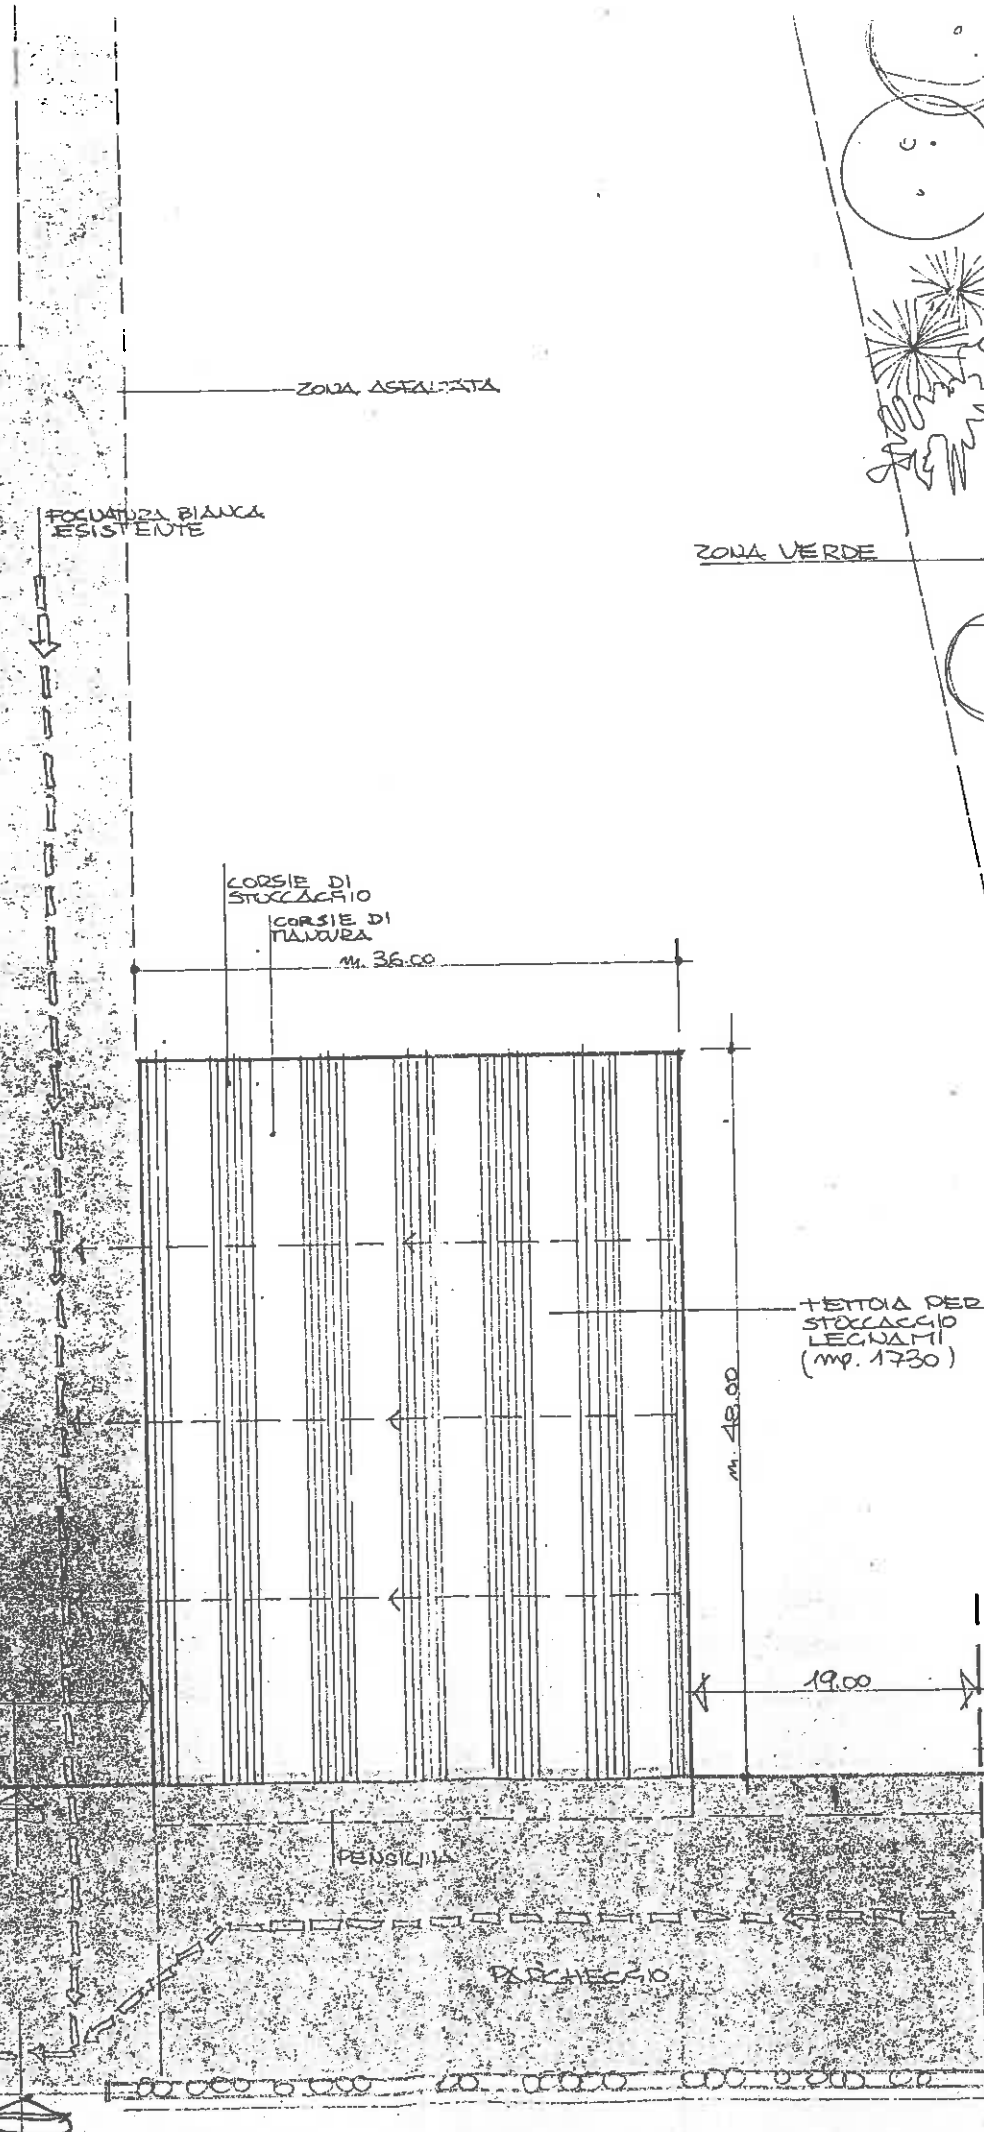 ZONA ASFALTATA
FOGNATURA BIANCA
ESISTENTE
ZONA VERDE
CORSIE DI
STOCCAGGIO
CORSIE DI
MANOVRA
m. 36.00
TETTOIA PER
STOCCAGGIO
LEGNAMI
(mq. 1730)
m. 48.00
19.00
PENSILINA
PARCHEGGIO